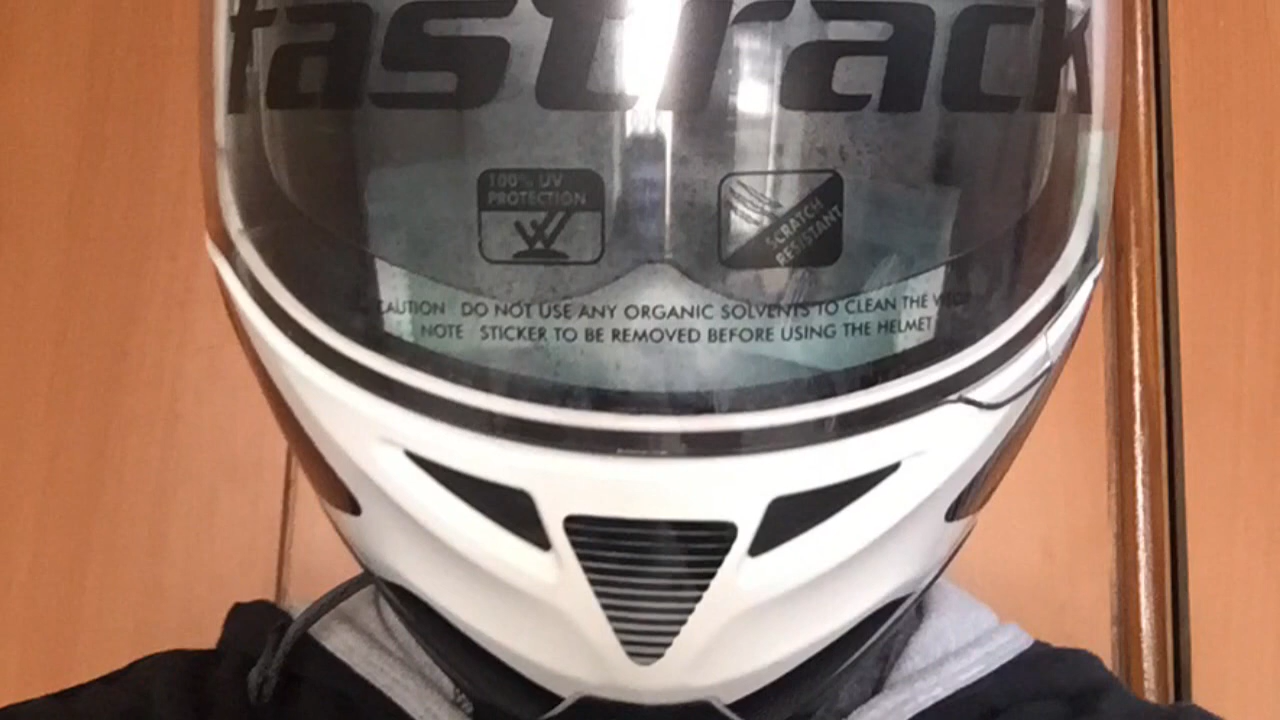 fastrack
100% UV
PROTECTION
SCRATCH
RESISTANT
CAUTION DO NOT USE ANY ORGANIC SOLVENTS TO CLEAN THE
NOTE STICKER TO BE REMOVED BEFORE USING THE HELMET